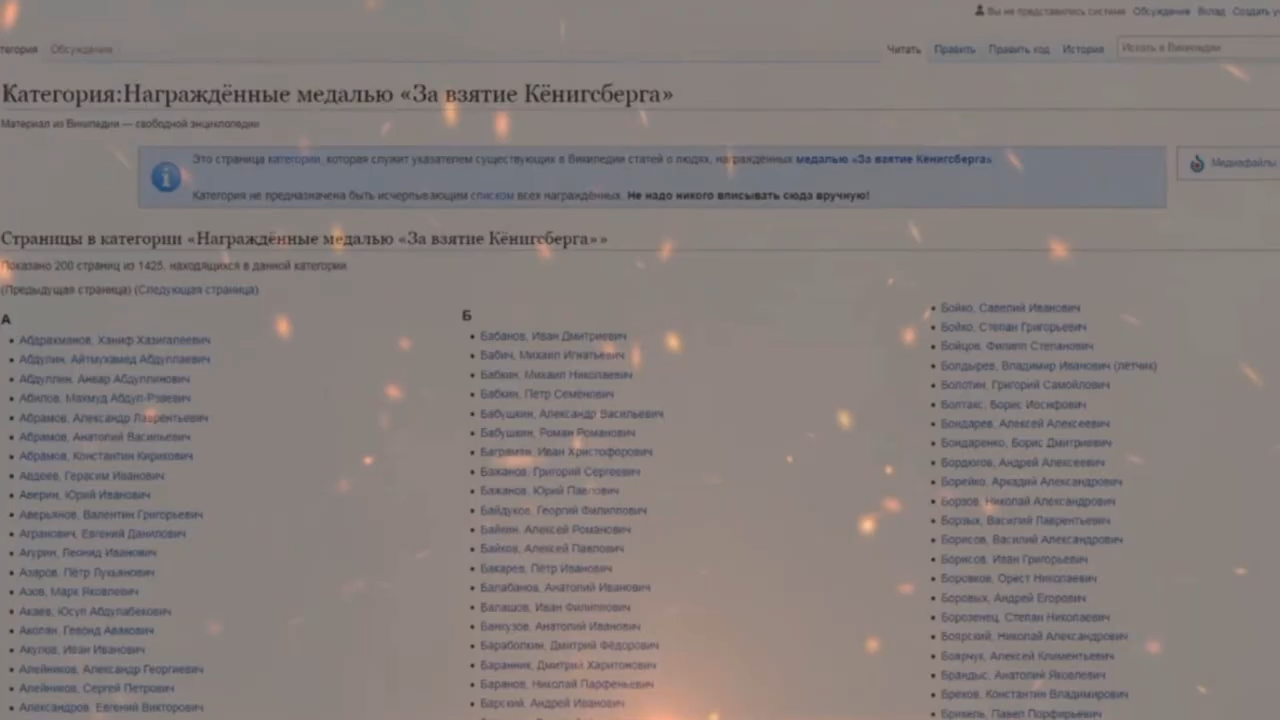 Вы не представились системе Обсуждение Вклад Создать у
тегория Обсуждение Читать Править Править код История Искать в Википедии
Категория:Награждённые медалью «За взятие Кёнигсберга»
Материал из Википедии — свободной энциклопедии
Это страница категории, которая служит указателем существующих в Википедии статей о людях, награждённых медалью «За взятие Кёнигсберга»
Медиафайлы
Категория не предназначена быть исчерпывающим списком всех награждённых. Не надо никого вписывать сюда вручную!
Страницы в категории «Награждённые медалью «За взятие Кёнигсберга»»
Показано 200 страниц из 1425, находящихся в данной категории
(Предыдущая страница) (Следующая страница)
А
Абдрахманов, Ханиф Хазигалеевич
Абдулин, Айтмухамед Абдуллаевич
Абдуллин, Анвар Абдуллинович
Абилов, Махмуд Абдул-Рзаевич
Абрамов, Александр Лаврентьевич
Абрамов, Анатолий Васильевич
Абрамов, Константин Кирикович
Авдеев, Герасим Иванович
Аверин, Юрий Иванович
Аверьянов, Валентин Григорьевич
Агранович, Евгений Данилович
Агурин, Леонид Иванович
Азаров, Пётр Лукьянович
Азов, Марк Яковлевич
Акаев, Юсуп Абдулабекович
Акопян, Гевонд Авакович
Акулов, Иван Иванович
Алейников, Александр Георгиевич
Алейников, Сергей Петрович
Александров, Евгений Викторович
Б
Бабанов, Иван Дмитриевич
Бабич, Михаил Игнатьевич
Бабкин, Михаил Николаевич
Бабкин, Пётр Семёнович
Бабушкин, Александр Васильевич
Бабушкин, Роман Романович
Баграмян, Иван Христофорович
Бажанов, Григорий Сергеевич
Бажанов, Юрий Павлович
Байдуков, Георгий Филиппович
Байкин, Алексей Романович
Байков, Алексей Павлович
Бакарев, Пётр Иванович
Балабанов, Анатолий Иванович
Балашов, Иван Филиппович
Банкузов, Анатолий Иванович
Бараболкин, Дмитрий Фёдорович
Баранник, Дмитрий Харитонович
Баранов, Николай Парфеньевич
Барский, Андрей Иванович
Бойко, Савелий Иванович
Бойко, Степан Григорьевич
Бойцов, Филипп Степанович
Болдырев, Владимир Иванович (лётчик)
Болотин, Григорий Самойлович
Болтакс, Борис Иосифович
Бондарев, Алексей Алексеевич
Бондаренко, Борис Дмитриевич
Бордюгов, Андрей Алексеевич
Борейко, Аркадий Александрович
Борзов, Николай Александрович
Борзых, Василий Лаврентьевич
Борисов, Василий Александрович
Борисов, Иван Григорьевич
Боровков, Орест Николаевич
Боровых, Андрей Егорович
Борозенец, Степан Николаевич
Боярский, Николай Александрович
Боярчук, Алексей Климентьевич
Брандыс, Анатолий Яковлевич
Брехов, Константин Владимирович
Брикель, Павел Порфирьевич